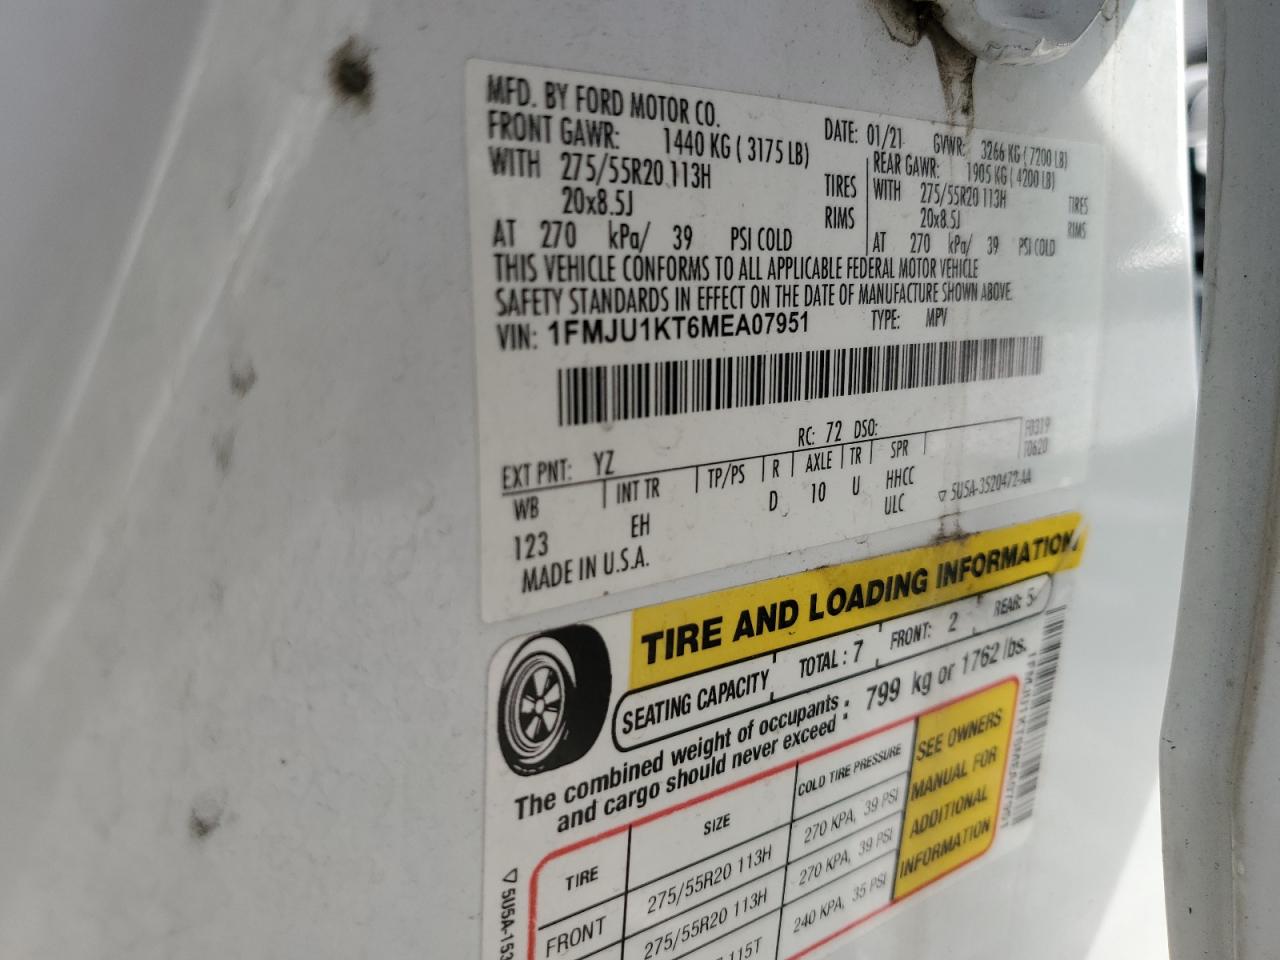 MFD. BY FORD MOTOR CO.
DATE: 01/21 GVWR: 3266 KG ( 7200 LB)
FRONT GAWR: 1440 KG ( 3175 LB)
WITH 275/55R20 113H TIRES
20x8.5J RIMS
AT 270 kPa/ 39 PSI COLD
REAR GAWR: 1905 KG ( 4200 LB)
WITH 275/55R20 113H TIRES
20x8.5J RIMS
AT 270 kPa/ 39 PSI COLD
THIS VEHICLE CONFORMS TO ALL APPLICABLE FEDERAL MOTOR VEHICLE
SAFETY STANDARDS IN EFFECT ON THE DATE OF MANUFACTURE SHOWN ABOVE.
VIN: 1FMJU1KT6MEA07951 TYPE: MPV
F0319
T0620
EXT PNT: YZ RC: 72 DSO:
WB INT TR TP/PS R AXLE TR SPR
123 EH D 10 U HHCC
ULC
▽ 5U5A-3520472-AA
MADE IN U.S.A.
TIRE AND LOADING INFORMATION
SEATING CAPACITY TOTAL : 7 FRONT: 2 REAR: 5
The combined weight of occupants and cargo should never exceed : 799 kg or 1762 lbs.
TIRE SIZE COLD TIRE PRESSURE
FRONT 275/55R20 113H 270 KPA, 39 PSI
275/55R20 113H 270 KPA, 39 PSI
115T 240 KPA, 35 PSI
SEE OWNERS
MANUAL FOR
ADDITIONAL
INFORMATION
1FMJU1KT6MEA07951
▽ 5U5A-153